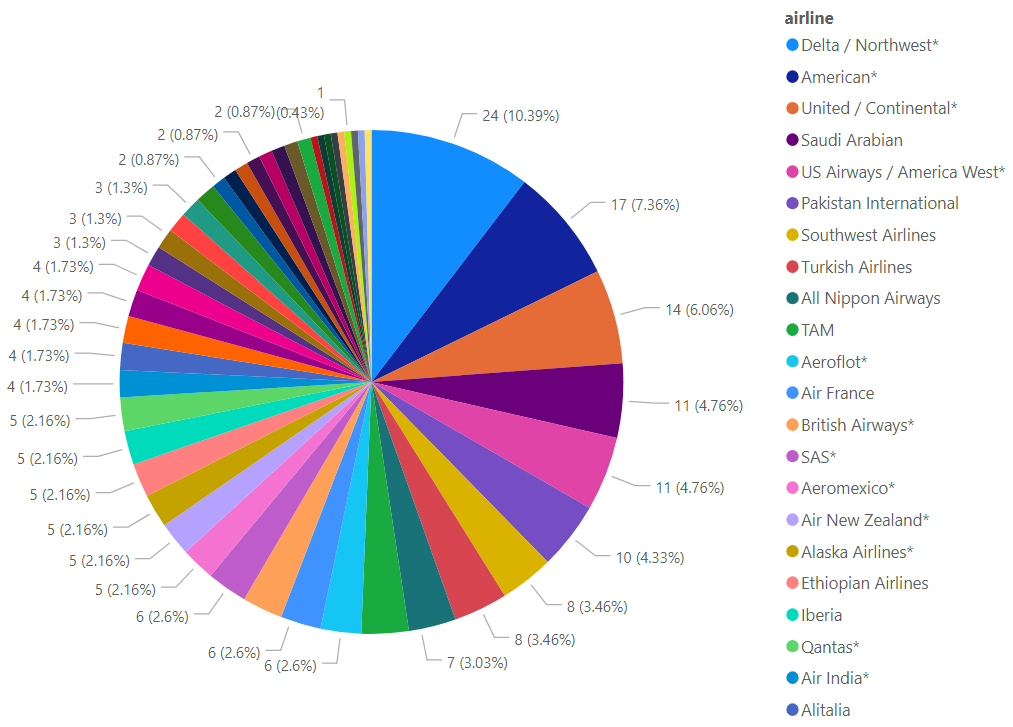 airline
Delta / Northwest*
American*
United / Continental*
Saudi Arabian
US Airways / America West*
Pakistan International
Southwest Airlines
Turkish Airlines
All Nippon Airways
TAM
Aeroflot*
Air France
British Airways*
SAS*
Aeromexico*
Air New Zealand*
Alaska Airlines*
Ethiopian Airlines
Iberia
Qantas*
Air India*
Alitalia
24 (10.39%)
17 (7.36%)
14 (6.06%)
11 (4.76%)
11 (4.76%)
10 (4.33%)
8 (3.46%)
8 (3.46%)
7 (3.03%)
6 (2.6%)
6 (2.6%)
6 (2.6%)
5 (2.16%)
5 (2.16%)
5 (2.16%)
5 (2.16%)
5 (2.16%)
5 (2.16%)
4 (1.73%)
4 (1.73%)
4 (1.73%)
4 (1.73%)
4 (1.73%)
3 (1.3%)
3 (1.3%)
3 (1.3%)
2 (0.87%)
2 (0.87%)
2 (0.87%)
(0.43%)
1